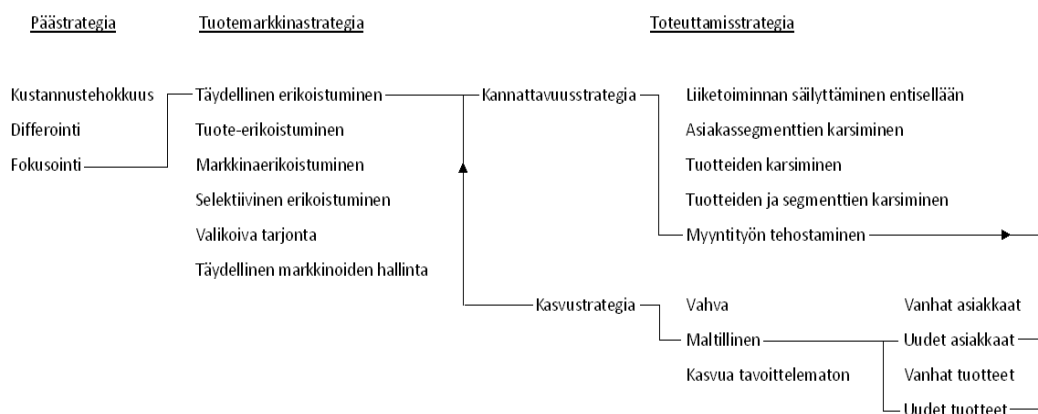 Päästrategia Tuotemarkkinastrategia Toteuttamisstrategia
Kustannustehokkuus Täydellinen erikoistuminen Kannattavuusstrategia Liiketoiminnan säilyttäminen entisellään
Differointi Tuote-erikoistuminen Asiakassegmenttien karsiminen
Fokusointi Markkinaerikoistuminen Tuotteiden karsiminen
Selektiivinen erikoistuminen Tuotteiden ja segmenttien karsiminen
Valikoiva tarjonta Myyntityön tehostaminen
Täydellinen markkinoiden hallinta
Kasvustrategia Vahva Vanhat asiakkaat
Maltillinen Uudet asiakkaat
Kasvua tavoittelematon Vanhat tuotteet
Uudet tuotteet